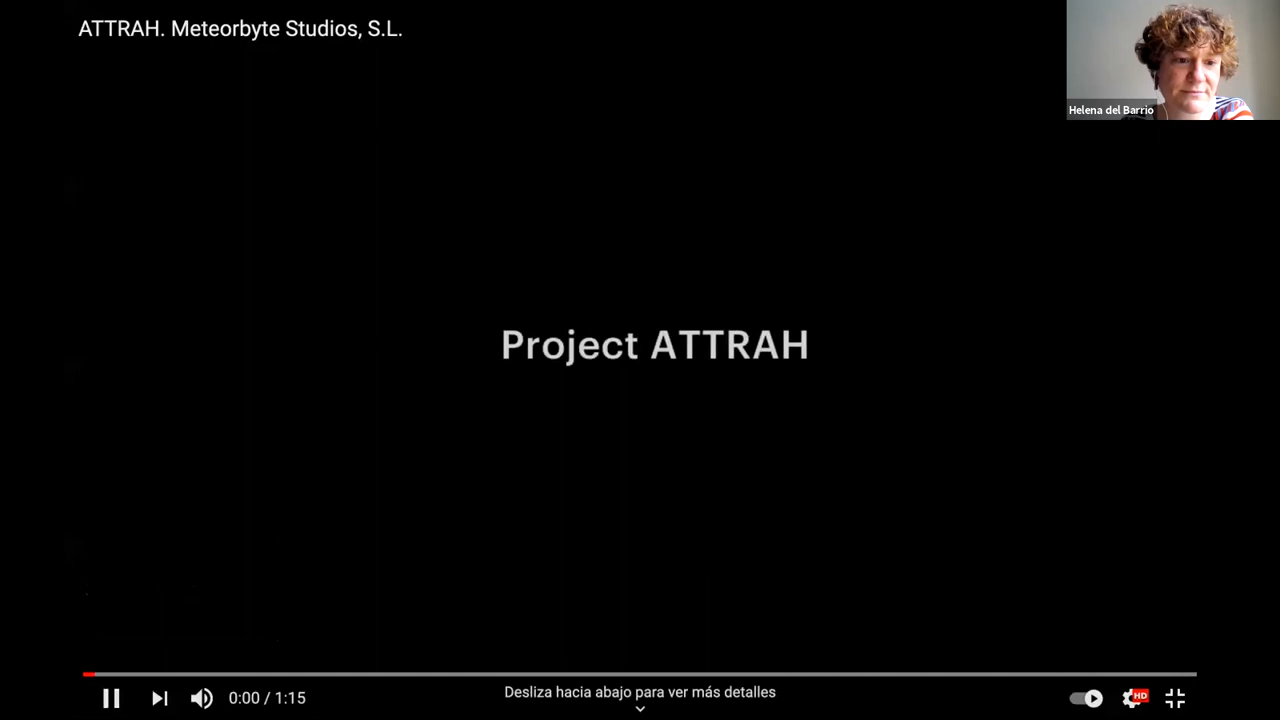 ATTRAH. Meteorbyte Studios, S.L.
Helena del Barrio
Project ATTRAH
0:00 / 1:15
Desliza hacia abajo para ver más detalles
HD